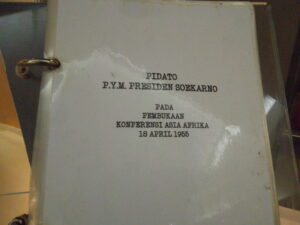 PIDATO
P.Y.M. PRESIDEN SOEKARNO
PADA
PEMBUKAAN
KONFERENSI ASIA AFRIKA
18 APRIL 1955